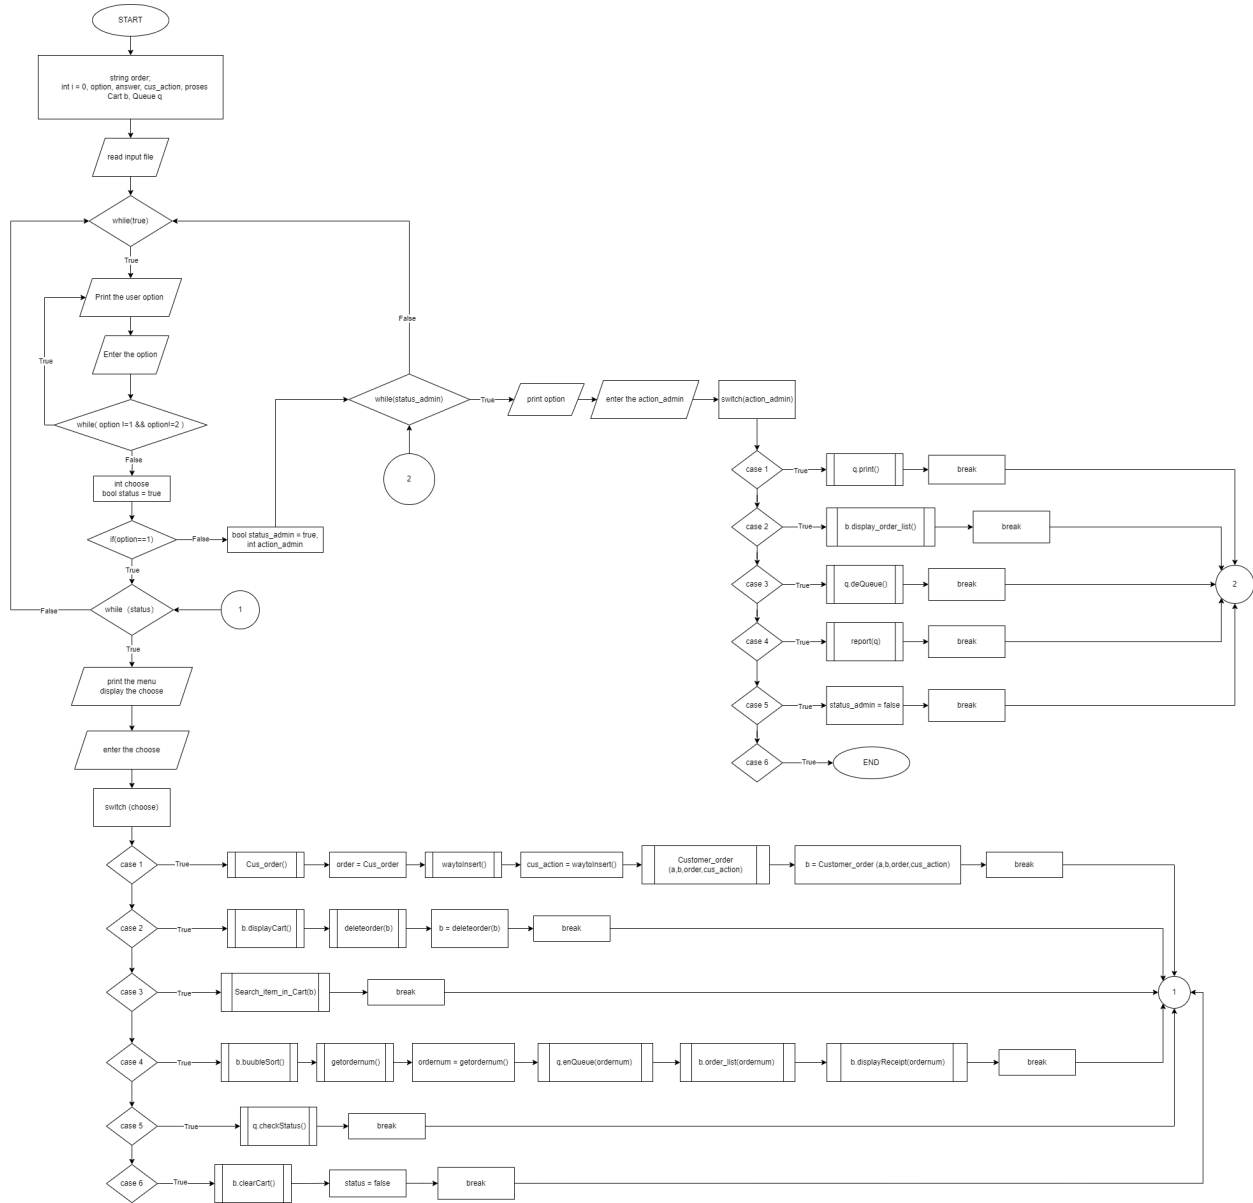 START
string order;
int i = 0, option, answer, cus_action, proses
Cart b, Queue q
read input file
while(true)
True
Print the user option
Enter the option
True
while( option !=1 && option!=2 )
False
int choose
bool status = true
if(option==1)
False
bool status_admin = true,
int action_admin
True
while (status)
False
1
True
print the menu
display the choose
enter the choose
switch (choose)
False
while(status_admin)
2
True
print option
enter the action_admin
switch(action_admin)
case 1
True
q.print()
break
case 2
True
b.display_order_list()
break
case 3
True
q.deQueue()
break
2
case 4
True
report(q)
break
case 5
True
status_admin = false
break
case 6
True
END
case 1
True
Cus_order()
order = Cus_order
waytoInsert()
cus_action = waytoInsert()
Customer_order
(a,b,order,cus_action)
b = Customer_order (a,b,order,cus_action)
break
case 2
True
b.displayCart()
deleteorder(b)
b = deleteorder(b)
break
case 3
True
Search_item_in_Cart(b)
break
1
case 4
True
b.buubleSort()
getordernum()
ordernum = getordernum()
q.enQueue(ordernum)
b.order_list(ordernum)
b.displayReceipt(ordernum)
break
case 5
True
q.checkStatus()
break
case 6
True
b.clearCart()
status = false
break